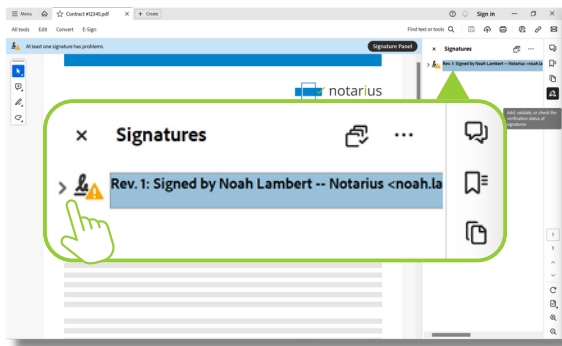 Menu
Contract #12345.pdf
+ Create
Sign in
All tools Edit Convert E-Sign
Find text or tools
At least one signature has problems.
Signature Panel
Signatures
Rev. 1: Signed by Noah Lambert -- Notarius <noah.la
notarius
Add, validate, or check the
verification status of
signatures
Signatures
Rev. 1: Signed by Noah Lambert -- Notarius <noah.la
1
1